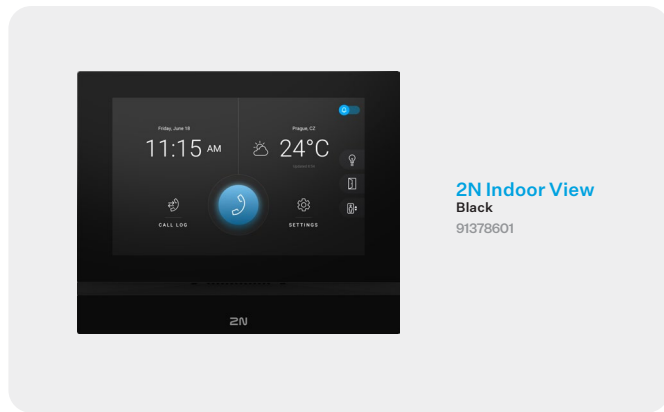 Friday, June 18
11:15 AM
Prague, CZ
24°C
CALL LOG
SETTINGS
2N
2N Indoor View
Black
91378601